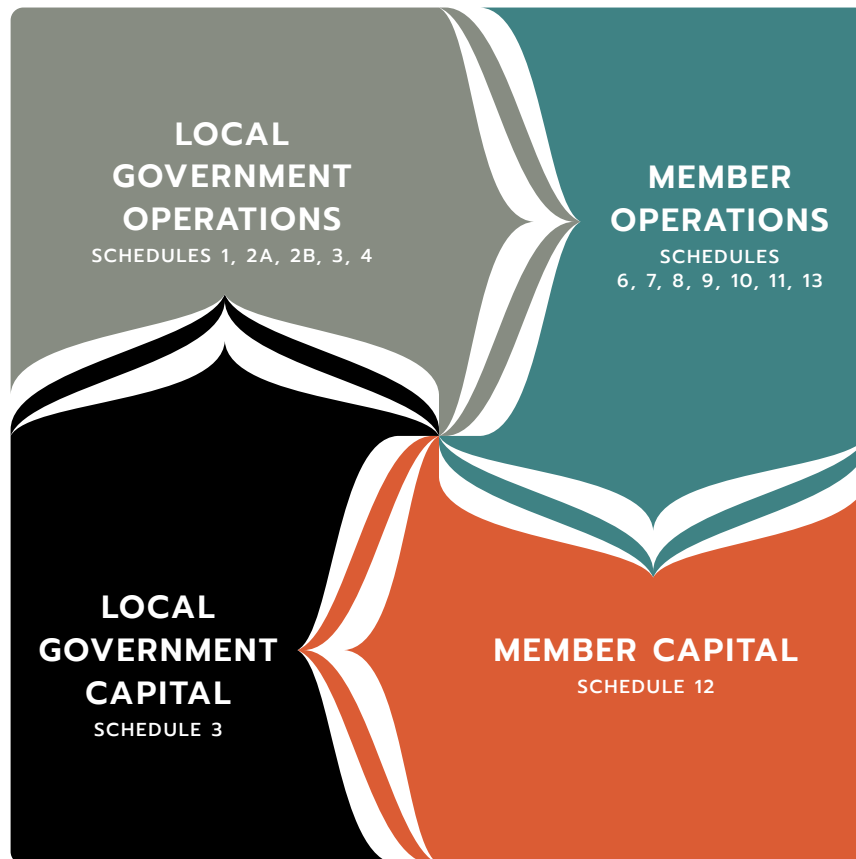 LOCAL
GOVERNMENT
OPERATIONS
SCHEDULES 1, 2A, 2B, 3, 4
MEMBER
OPERATIONS
SCHEDULES
6, 7, 8, 9, 10, 11, 13
LOCAL
GOVERNMENT
CAPITAL
SCHEDULE 3
MEMBER CAPITAL
SCHEDULE 12